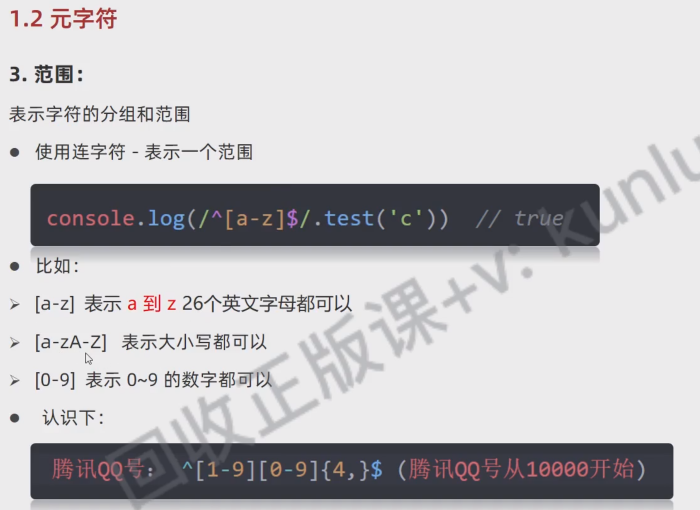 1.2 元字符
3. 范围：
表示字符的分组和范围
● 使用连字符 - 表示一个范围
console.log(/^[a-z]$/.test('c')) // true
● 比如：
➢ [a-z] 表示 a 到 z 26个英文字母都可以
➢ [a-zA-Z] 表示大小写都可以
➢ [0-9] 表示 0~9 的数字都可以
● 认识下：
腾讯QQ号： ^[1-9][0-9]{4,}$ (腾讯QQ号从10000开始)
回收正版课+v: kunlu